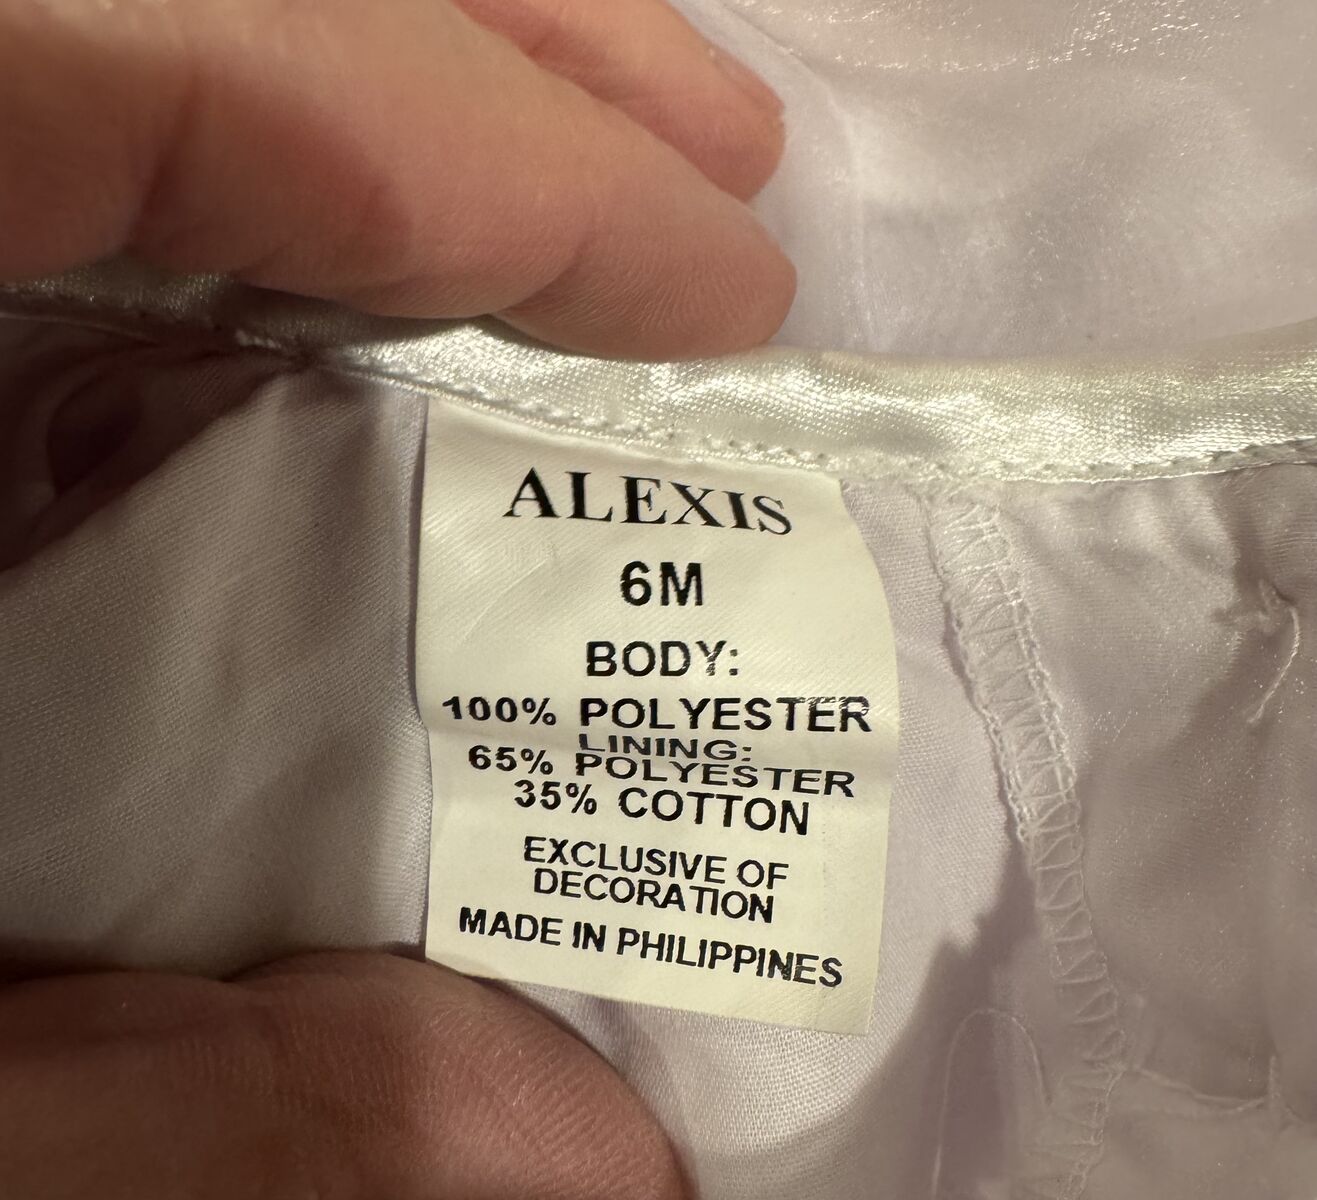 ALEXIS
6M
BODY:
100% POLYESTER
LINING:
65% POLYESTER
35% COTTON
EXCLUSIVE OF
DECORATION
MADE IN PHILIPPINES